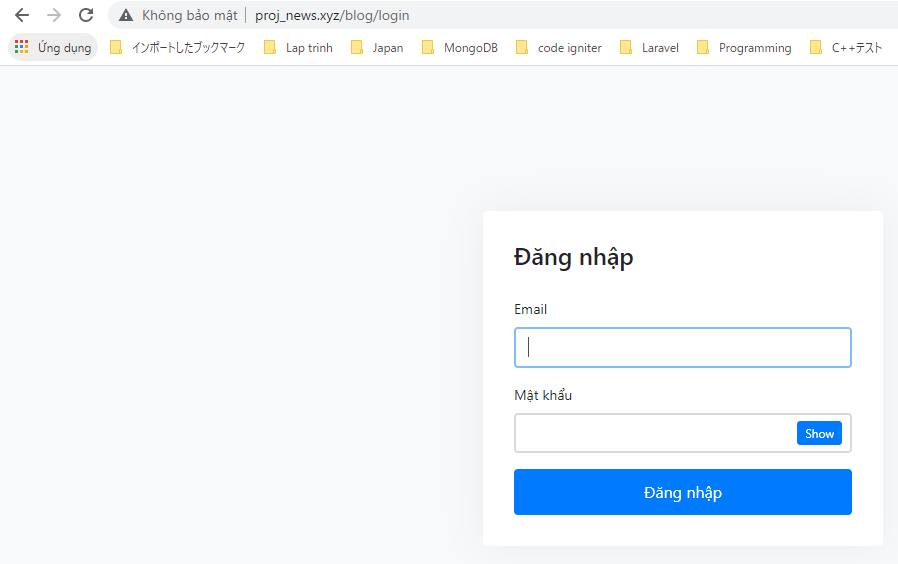 Không bảo mật | proj_news.xyz/blog/login
Ứng dụng インポートしたブックマーク Lap trinh Japan MongoDB code igniter Laravel Programming C++テスト
Đăng nhập
Email
Mật khẩu
Show
Đăng nhập